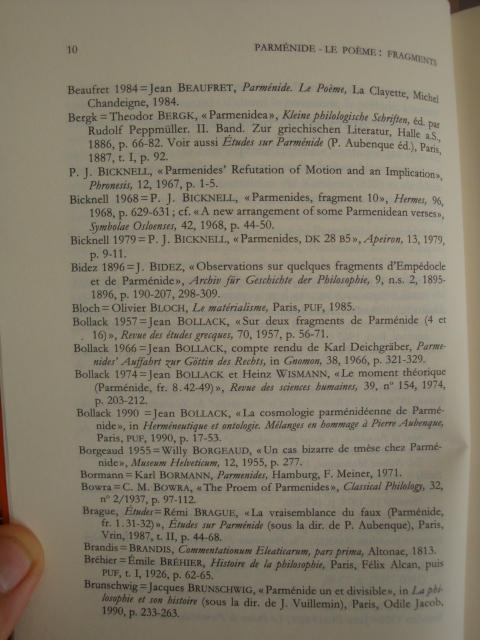 10
PARMÉNIDE - LE POÈME : FRAGMENTS
Beaufret 1984 = Jean BEAUFRET, Parménide. Le Poème, La Clayette, Michel
Chandeigne, 1984.
Bergk = Theodor BERGK, « Parmenidea », Kleine philologische Schriften, éd. par
Rudolf Peppmüller. II. Band. Zur griechischen Literatur, Halle a.S.,
1886, p. 66-82. Voir aussi Études sur Parménide (P. Aubenque éd.), Paris,
1887, t. I, p. 92.
P. J. BICKNELL, « Parmenides' Refutation of Motion and an Implication »,
Phronesis, 12, 1967, p. 1-5.
Bicknell 1968 = P. J. BICKNELL, « Parmenides, fragment 10 », Hermes, 96,
1968, p. 629-631 ; cf. « A new arrangement of some Parmenidean verses »,
Symbolae Osloenses, 42, 1968, p. 44-50.
Bicknell 1979 = P. J. BICKNELL, « Parmenides, DK 28 B5 », Apeiron, 13, 1979,
p. 9-11.
Bidez 1896 = J. BIDEZ, « Observations sur quelques fragments d'Empédocle
et de Parménide », Archiv für Geschichte der Philosophie, 9, n.s. 2, 1895-
1896, p. 190-207, 298-309.
Bloch = Olivier BLOCH, Le matérialisme, Paris, PUF, 1985.
Bollack 1957 = Jean BOLLACK, « Sur deux fragments de Parménide (4 et
16) », Revue des études grecques, 70, 1957, p. 56-71.
Bollack 1966 = Jean BOLLACK, compte rendu de Karl Deichgräber, Parme-
nides' Auffahrt zur Göttin des Rechts, in Gnomon, 38, 1966, p. 321-329.
Bollack 1974 = Jean BOLLACK et Heinz WISMANN, « Le moment théorique
(Parménide, fr. 8.42-49) », Revue des sciences humaines, 39, n° 154, 1974,
p. 203-212.
Bollack 1990 = Jean BOLLACK, « La cosmologie parménidéenne de Parmé-
nide », in Herméneutique et ontologie. Mélanges en hommage à Pierre Aubenque,
Paris, PUF, 1990, p. 17-53.
Borgeaud 1955 = Willy BORGEAUD, « Un cas bizarre de tmèse chez Parmé-
nide », Museum Helveticum, 12, 1955, p. 277.
Bormann = Karl BORMANN, Parmenides, Hamburg, F. Meiner, 1971.
Bowra = C. M. BOWRA, « The Proem of Parmenides », Classical Philology, 32,
n° 2/1937, p. 97-112.
Brague, Études = Rémi BRAGUE, « La vraisemblance du faux (Parménide,
fr. 1.31-32) », Études sur Parménide (sous la dir. de P. Aubenque), Paris,
Vrin, 1987, t. II, p. 44-68.
Brandis = BRANDIS, Commentationum Eleaticarum, pars prima, Altonae, 1813.
Bréhier = Émile BRÉHIER, Histoire de la philosophie, Paris, Félix Alcan, puis
PUF, t. I, 1926, p. 62-65.
Brunschwig = Jacques BRUNSCHWIG, « Parménide un et divisible », in La phi-
losophie et son histoire (sous la dir. de J. Vuillemin), Paris, Odile Jacob,
1990, p. 233-263.